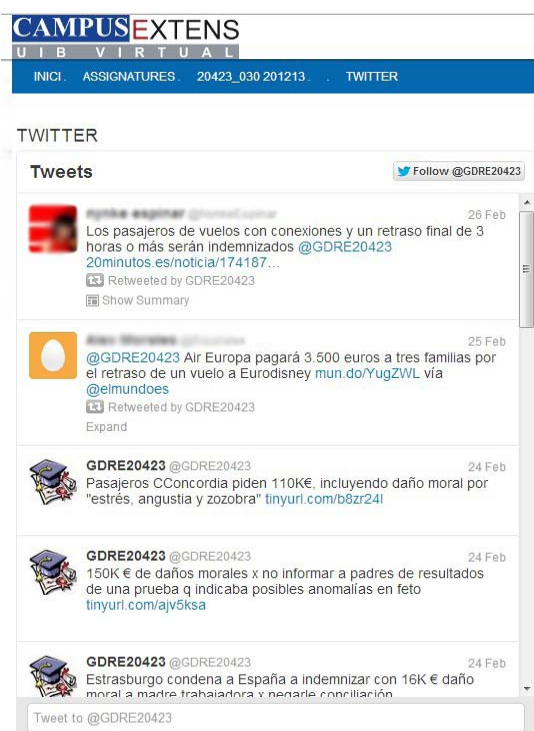 CAMPUSEXTENS
UIB VIRTUAL
INICI. ASSIGNATURES. 20423_030 201213. . TWITTER
TWITTER
Tweets
Follow @GDRE20423
26 Feb
Los pasajeros de vuelos con conexiones y un retraso final de 3
horas o más serán indemnizados @GDRE20423
20minutos.es/noticia/174187...
Retweeted by GDRE20423
Show Summary
25 Feb
@GDRE20423 Air Europa pagará 3.500 euros a tres familias por
el retraso de un vuelo a Eurodisney mun.do/YugZWL vía
@elmundoes
Retweeted by GDRE20423
Expand
GDRE20423 @GDRE20423 24 Feb
Pasajeros CConcordia piden 110K€, incluyendo daño moral por
"estrés, angustia y zozobra" tinyurl.com/b8zr24l
GDRE20423 @GDRE20423 24 Feb
150K € de daños morales x no informar a padres de resultados
de una prueba q indicaba posibles anomalías en feto
tinyurl.com/ajv5ksa
GDRE20423 @GDRE20423 24 Feb
Estrasburgo condena a España a indemnizar con 16K € daño
moral a madre trabajadora x negarle conciliación
Tweet to @GDRE20423